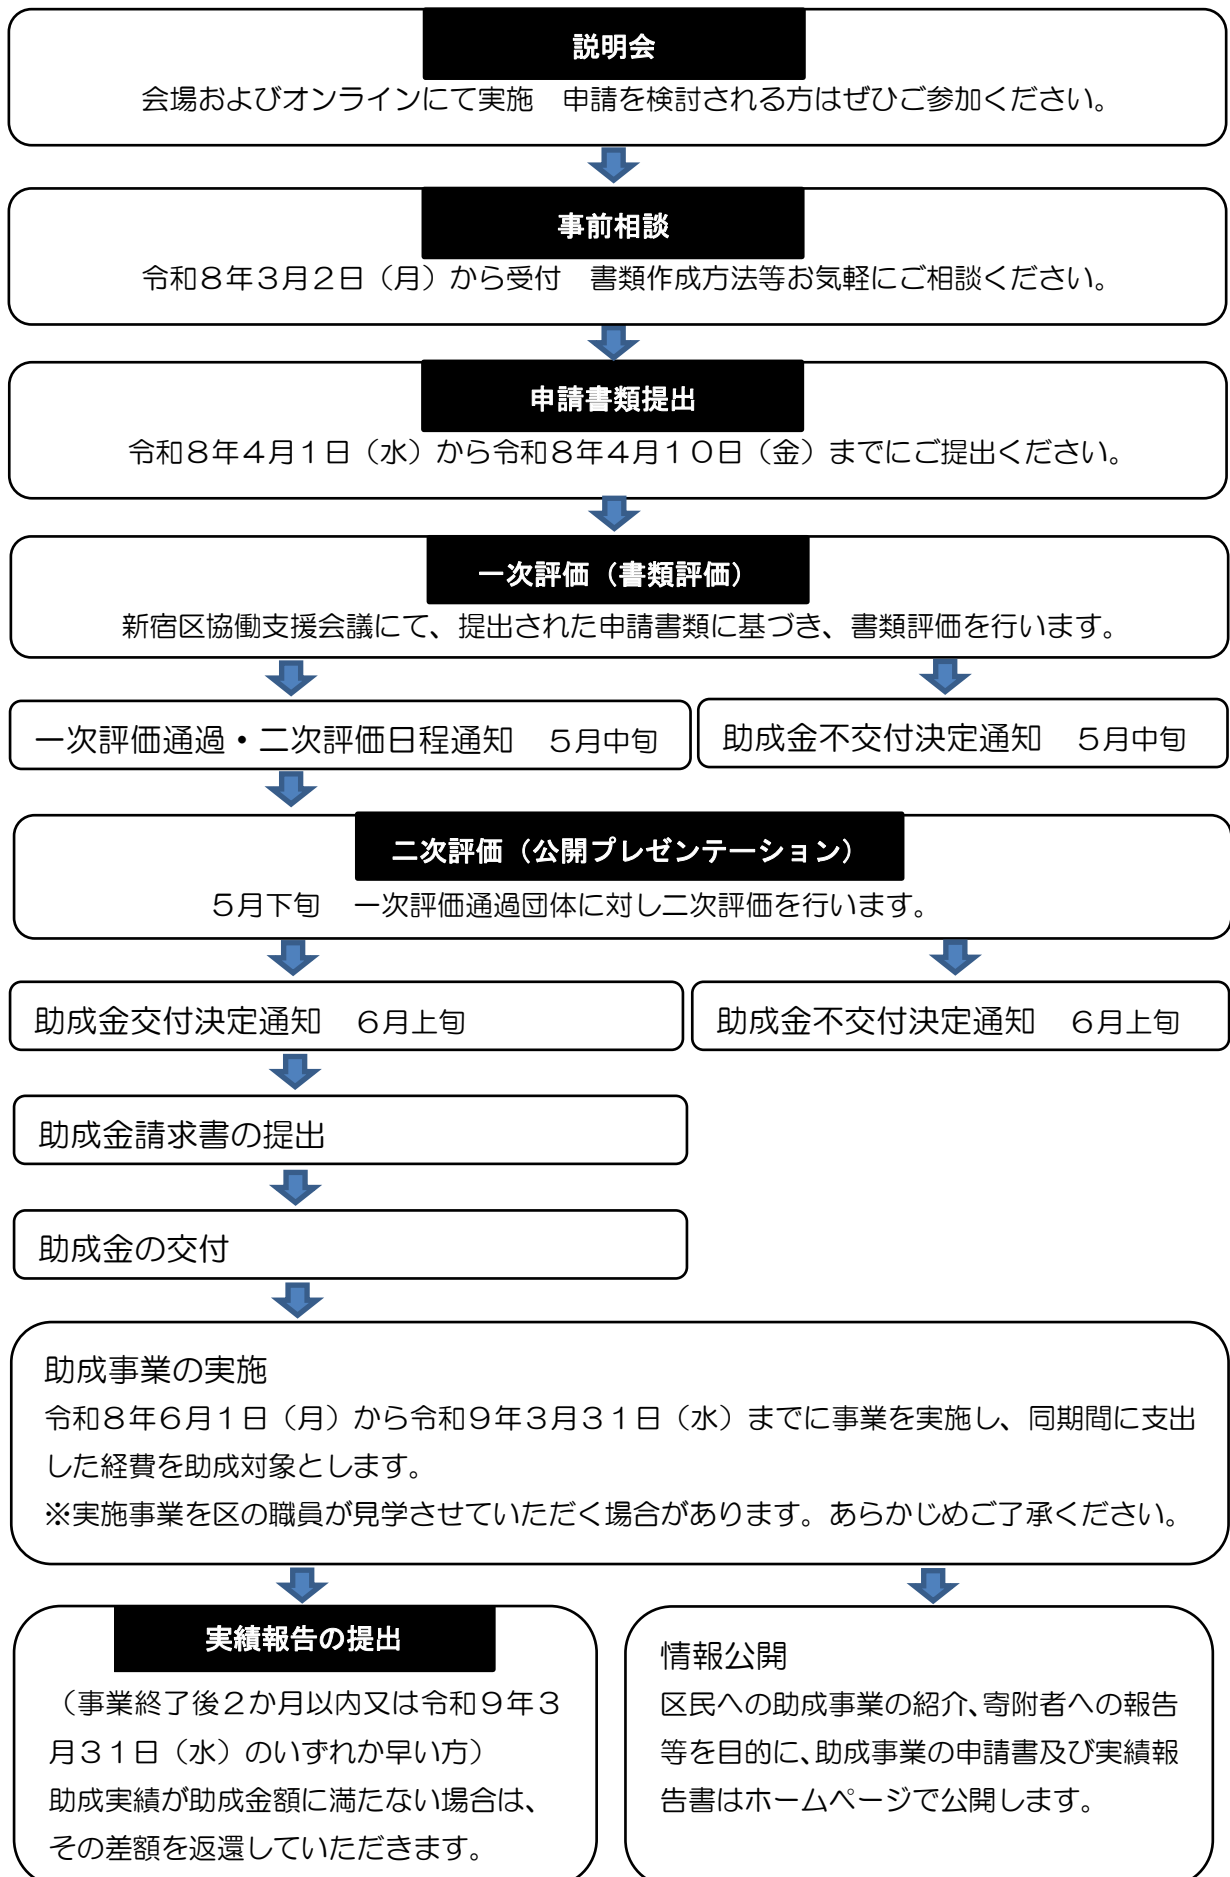 説明会
会場およびオンラインにて実施　申請を検討される方はぜひご参加ください。
事前相談
令和８年３月２日（月）から受付　書類作成方法等お気軽にご相談ください。
申請書類提出
令和８年４月１日（水）から令和８年４月１０日（金）までにご提出ください。
一次評価（書類評価）
新宿区協働支援会議にて、提出された申請書類に基づき、書類評価を行います。
一次評価通過・二次評価日程通知　５月中旬
助成金不交付決定通知　５月中旬
二次評価（公開プレゼンテーション）
５月下旬　一次評価通過団体に対し二次評価を行います。
助成金交付決定通知　６月上旬
助成金不交付決定通知　６月上旬
助成金請求書の提出
助成金の交付
助成事業の実施
令和８年６月１日（月）から令和９年３月３１日（水）までに事業を実施し、同期間に支出
した経費を助成対象とします。
※実施事業を区の職員が見学させていただく場合があります。あらかじめご了承ください。
実績報告の提出
（事業終了後２か月以内又は令和９年３
月３１日（水）のいずれか早い方）
助成実績が助成金額に満たない場合は、
その差額を返還していただきます。
情報公開
区民への助成事業の紹介、寄附者への報告
等を目的に、助成事業の申請書及び実績報
告書はホームページで公開します。